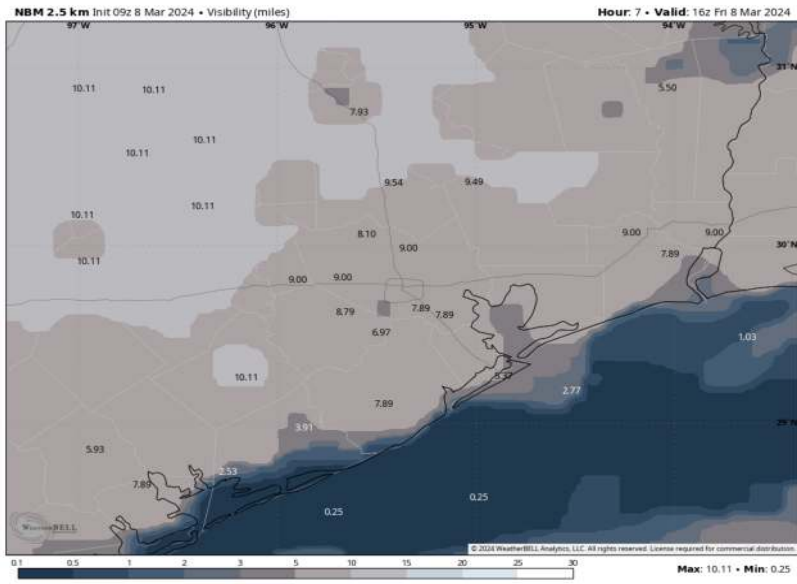 NBM 2.5 km Init 09z 8 Mar 2024 • Visibility (miles) Hour: 7 • Valid: 16z Fri 8 Mar 2024
97°W 96°W 95°W 94°W
31°N
10.11 10.11 5.50
7.93
10.11
10.11
9.54 9.49
10.11
10.11
8.10 9.00 9.00
9.00 30°N
7.89
10.11
9.00 9.00
8.79 7.89 7.89
6.97
1.03
10.11 5.37
2.77
7.89
3.91 29°N
5.93
2.53
7.89
0.25
0.25
WeatherBELL
© 2024 WeatherBELL Analytics, LLC. All rights reserved. License required for commercial distribution.
0.1 0.5 1 2 3 5 10 15 20 25 30
Max: 10.11 • Min: 0.25